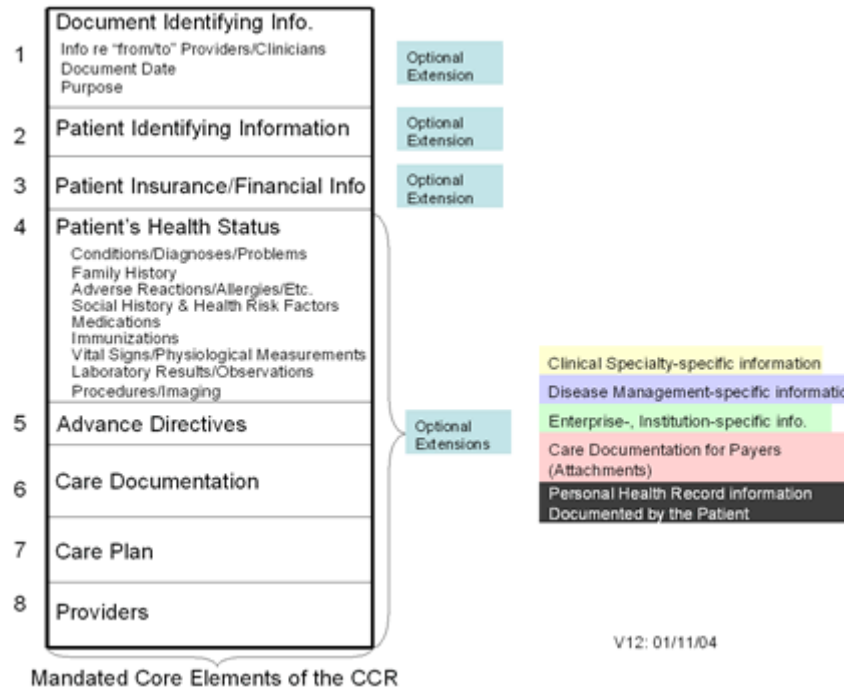 1
Document Identifying Info.
Info re "from/to" Providers/Clinicians
Document Date
Purpose
Optional
Extension
2
Patient Identifying Information
Optional
Extension
3
Patient Insurance/Financial Info
Optional
Extension
4
Patient's Health Status
Conditions/Diagnoses/Problems
Family History
Adverse Reactions/Allergies/Etc.
Social History & Health Risk Factors
Medications
Immunizations
Vital Signs/Physiological Measurements
Laboratory Results/Observations
Procedures/Imaging
5
Advance Directives
6
Care Documentation
7
Care Plan
8
Providers
Optional
Extensions
Clinical Specialty-specific information
Disease Management-specific informatio
Enterprise-, Institution-specific info.
Care Documentation for Payers
(Attachments)
Personal Health Record information
Documented by the Patient
V12: 01/11/04
Mandated Core Elements of the CCR